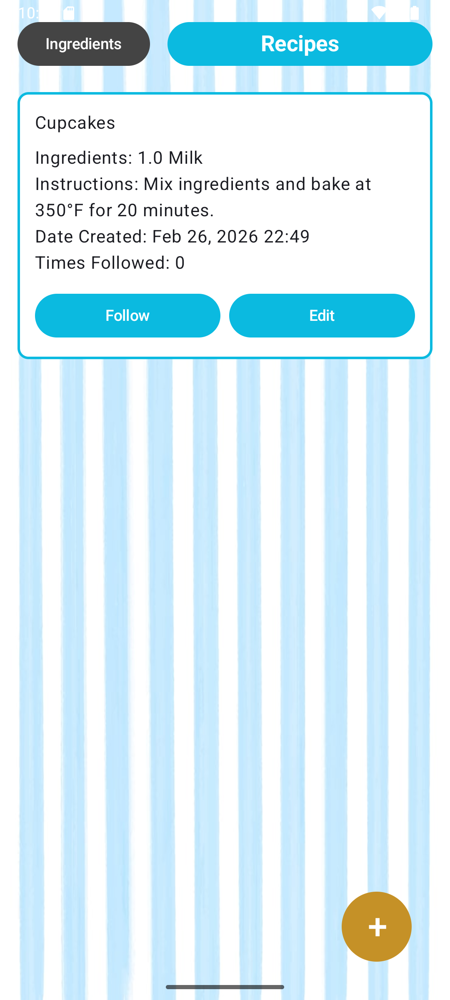 10:
Ingredients
Recipes
Cupcakes
Ingredients: 1.0 Milk
Instructions: Mix ingredients and bake at
350°F for 20 minutes.
Date Created: Feb 26, 2026 22:49
Times Followed: 0
Follow
Edit
+